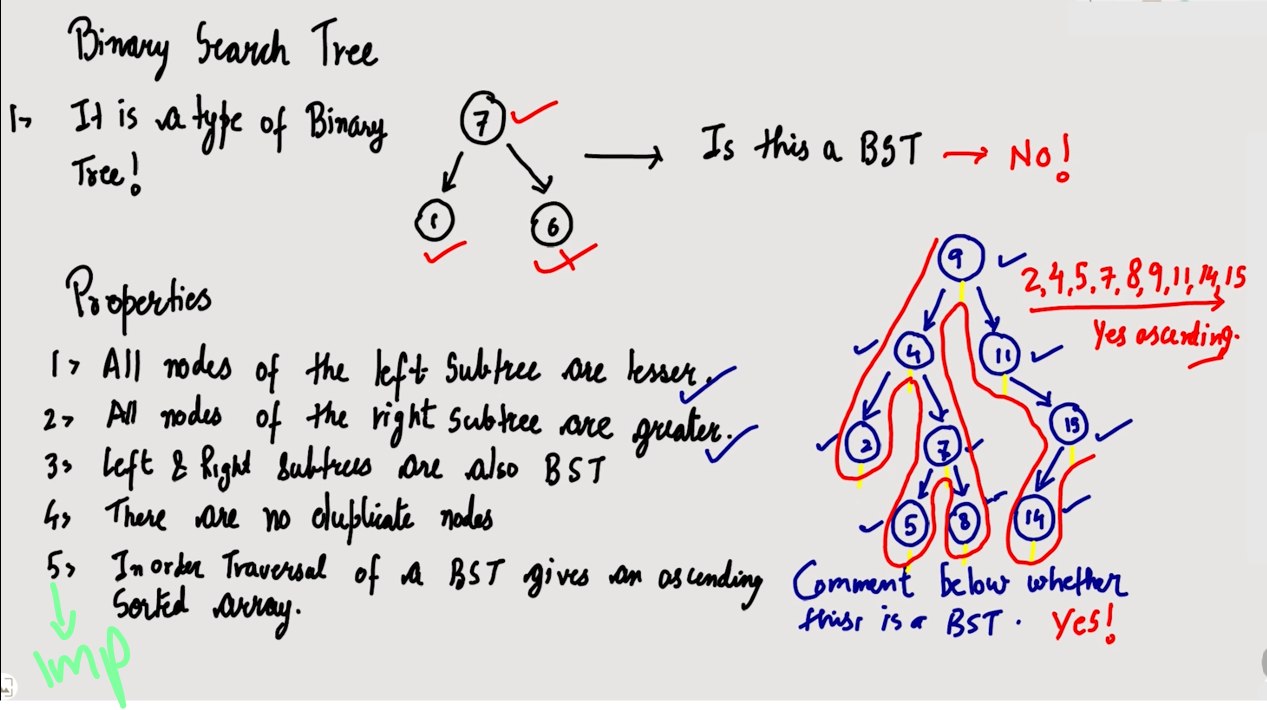 Binary Search Tree
1> It is a type of Binary
Tree!
7
1
6
Is this a BST → No!
Properties
1> All nodes of the left Subtree are lesser.
2> All nodes of the right subtree are greater.
3> Left & Right subtrees are also BST
4> There are no duplicate nodes
5> Inorder Traversal of a BST gives an ascending
Sorted array.
Imp
9
2,4,5,7,8,9,11,14,15
Yes ascending.
4
11
2
7
15
5
8
14
Comment below whether
this is a BST. Yes!